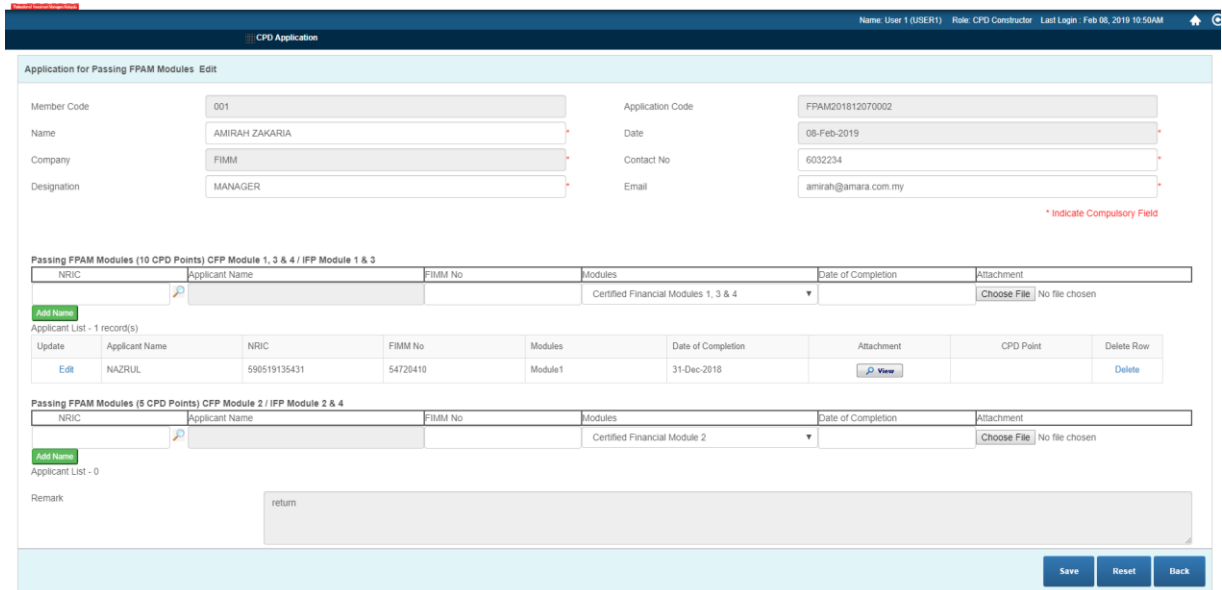 Federation of Investment Managers Malaysia
Name: User 1 (USER1) Role: CPD Constructor Last Login : Feb 08, 2019 10:50AM
CPD Application
Application for Passing FPAM Modules Edit
Member Code 001 Application Code FPAM201812070002
Name AMIRAH ZAKARIA * Date 08-Feb-2019 *
Company FIMM * Contact No 6032234 *
Designation MANAGER * Email amirah@amara.com.my *
* Indicate Compulsory Field
Passing FPAM Modules (10 CPD Points) CFP Module 1, 3 & 4 / IFP Module 1 & 3
NRIC Applicant Name FIMM No Modules Date of Completion Attachment
Certified Financial Modules 1, 3 & 4 Choose File No file chosen
Add Name
Applicant List - 1 record(s)
Update Applicant Name NRIC FIMM No Modules Date of Completion Attachment CPD Point Delete Row
Edit NAZRUL 590519135431 54720410 Module1 31-Dec-2018 View Delete
Passing FPAM Modules (5 CPD Points) CFP Module 2 / IFP Module 2 & 4
NRIC Applicant Name FIMM No Modules Date of Completion Attachment
Certified Financial Module 2 Choose File No file chosen
Add Name
Applicant List - 0
Remark return
Save Reset Back